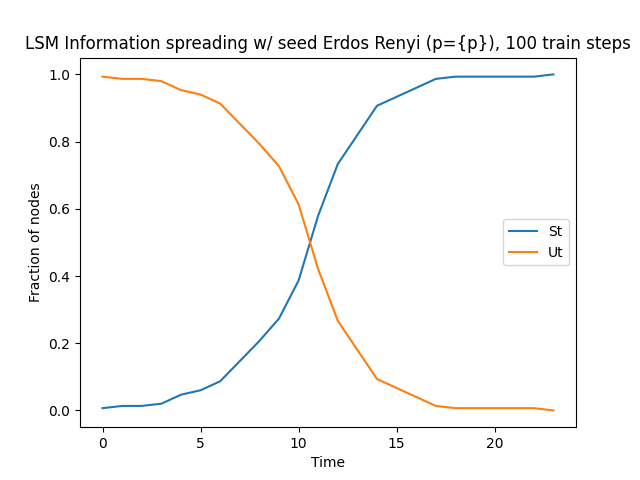 LSM Information spreading w/ seed Erdos Renyi (p={p}), 100 train steps
1.0
0.8
0.6
0.4
0.2
0.0
Fraction of nodes
St
Ut
0
5
10
15
20
Time